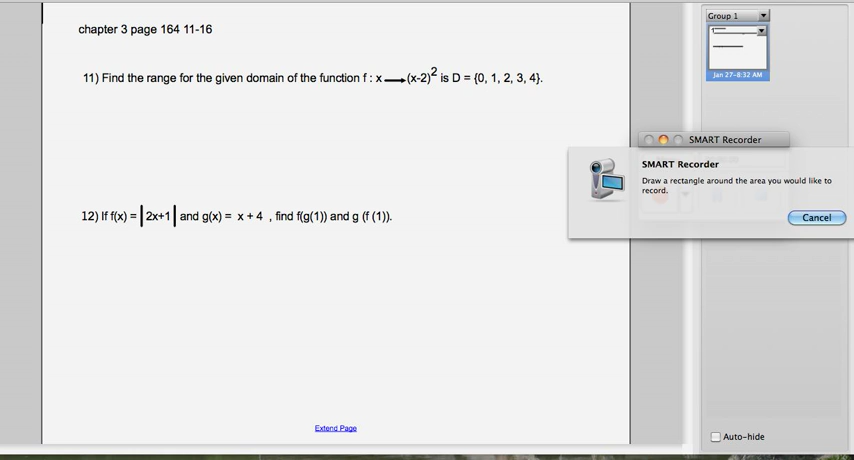 chapter 3 page 164 11-16
11) Find the range for the given domain of the function f : x ⟶ (x-2)² is D = {0, 1, 2, 3, 4}.
12) If f(x) = |2x+1| and g(x) = x + 4 , find f(g(1)) and g (f (1)).
Extend Page
Group 1
Jan 27-8:32 AM
SMART Recorder
SMART Recorder
Draw a rectangle around the area you would like to
record.
Cancel
Auto-hide